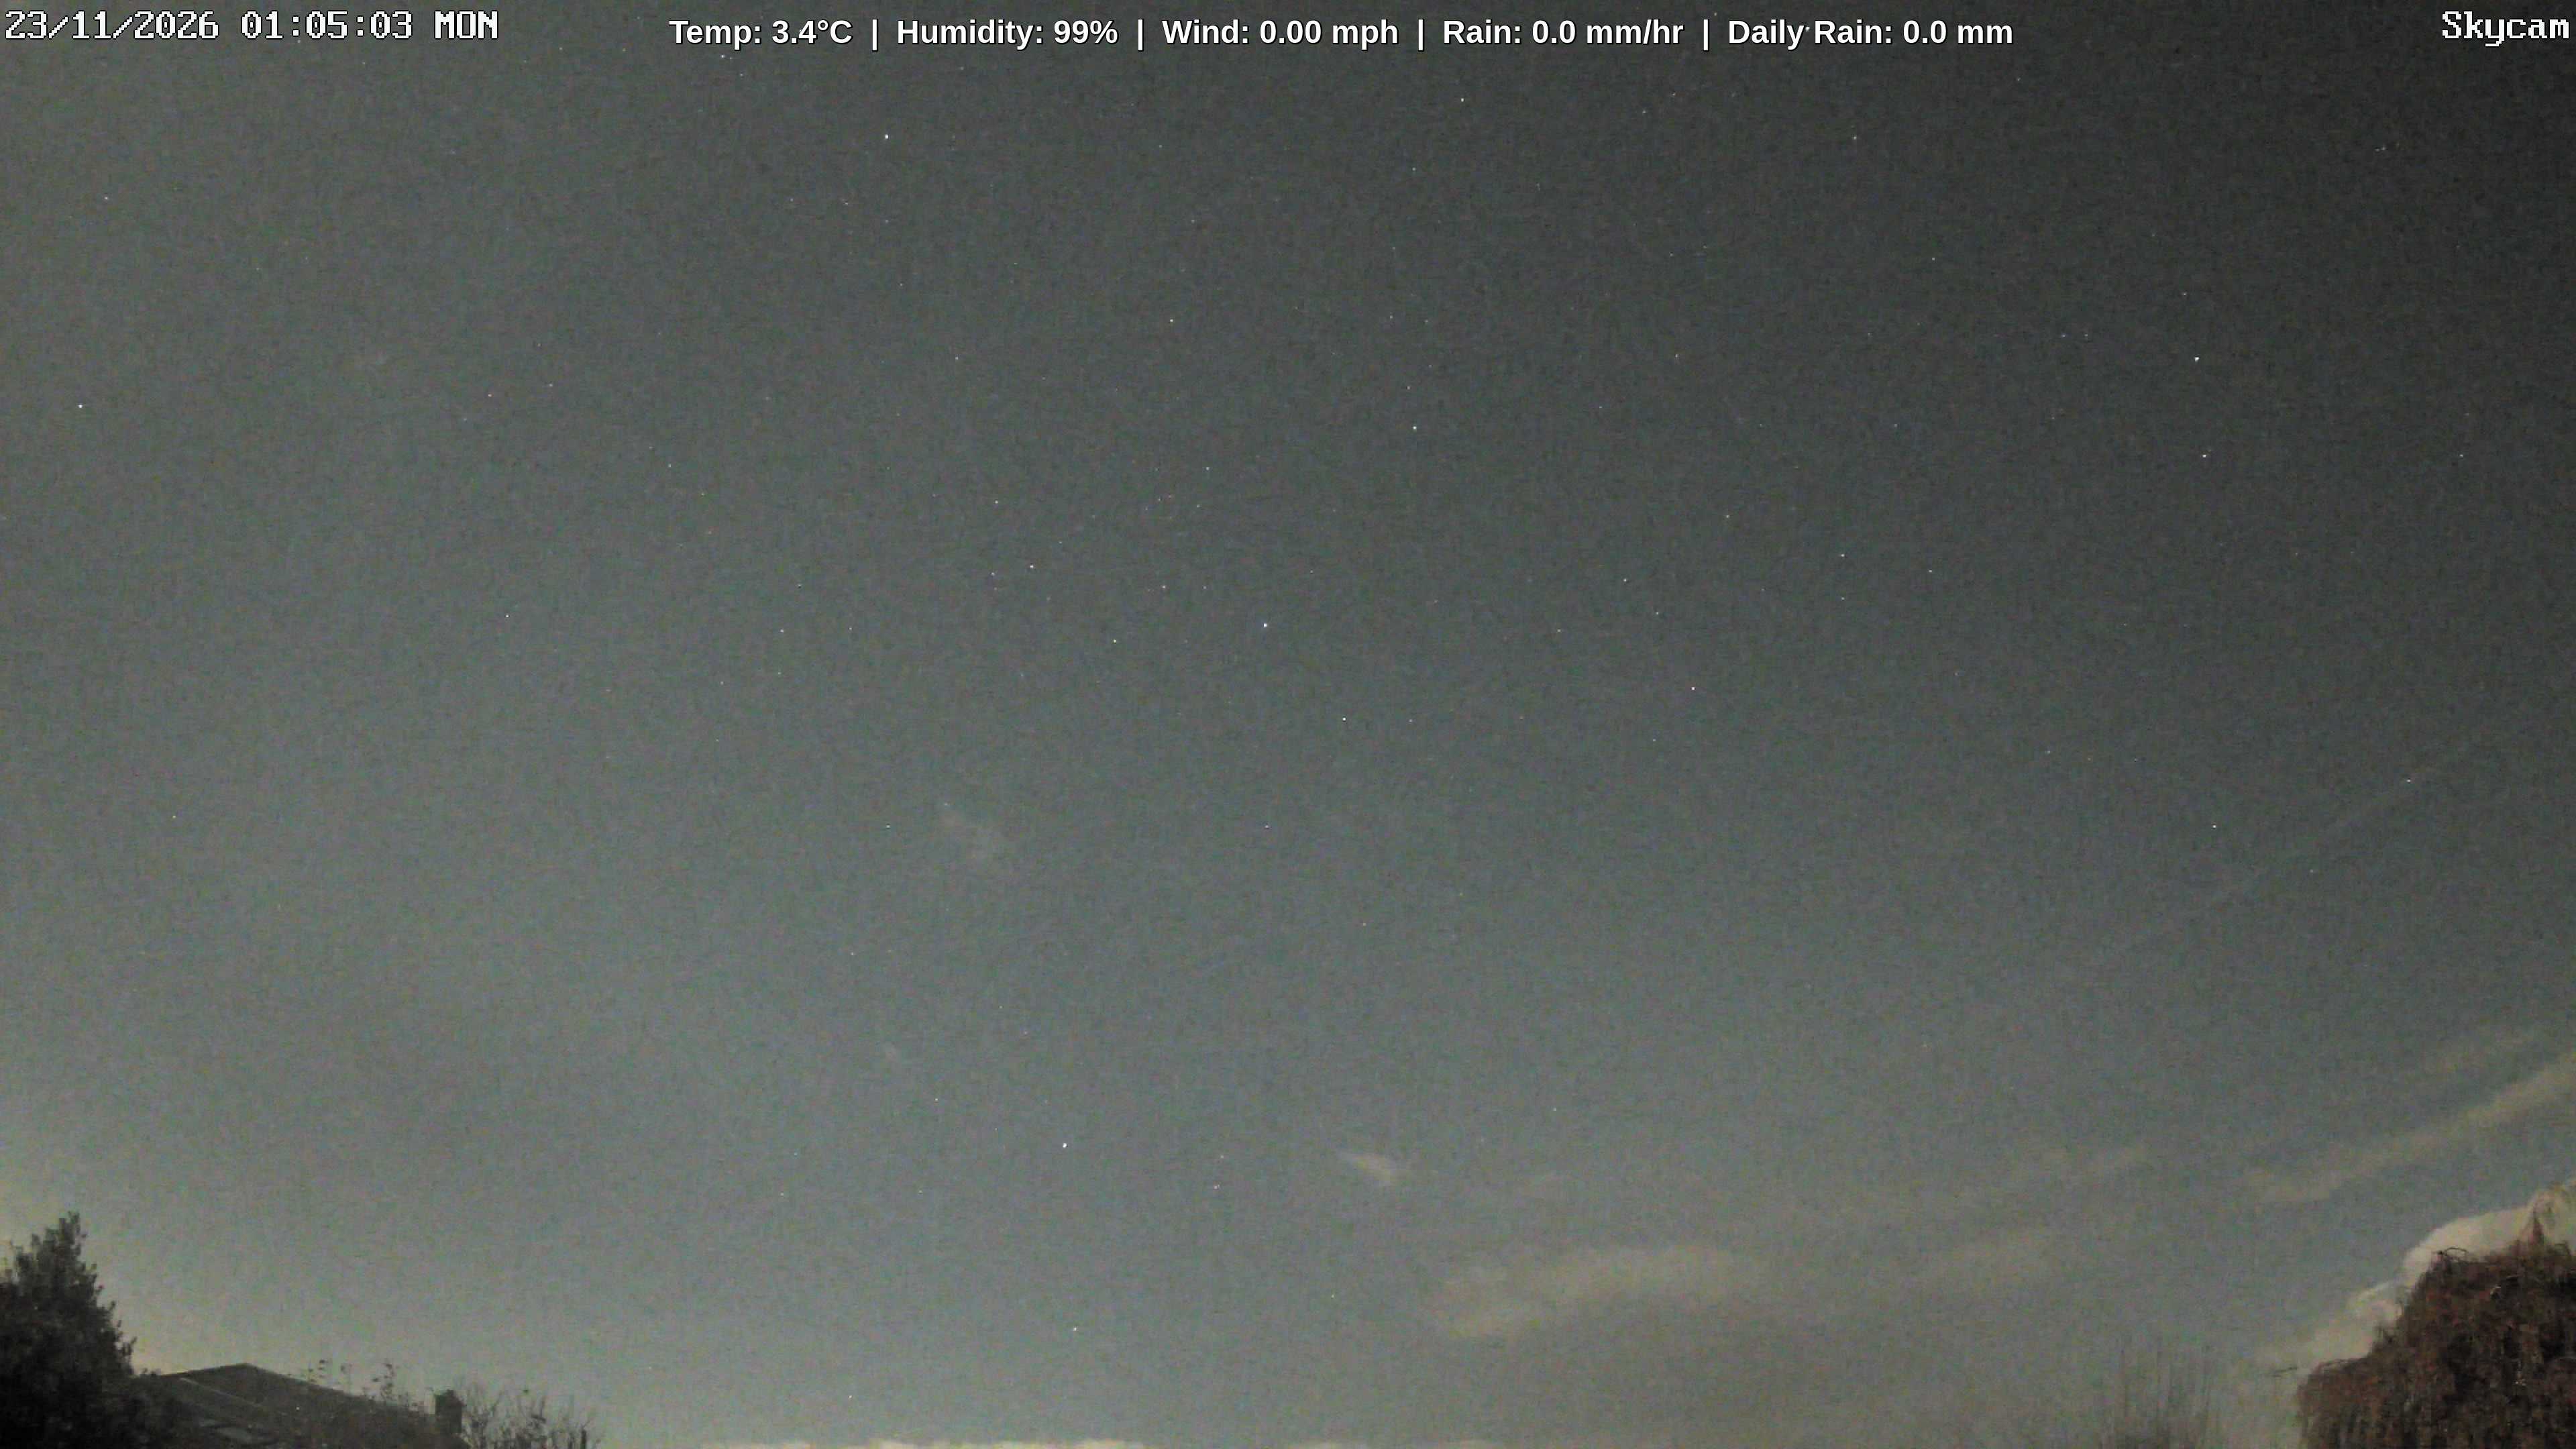 23/11/2026 01:05:03 MON
Temp: 3.4°C | Humidity: 99% | Wind: 0.00 mph | Rain: 0.0 mm/hr | Daily Rain: 0.0 mm
Skycam